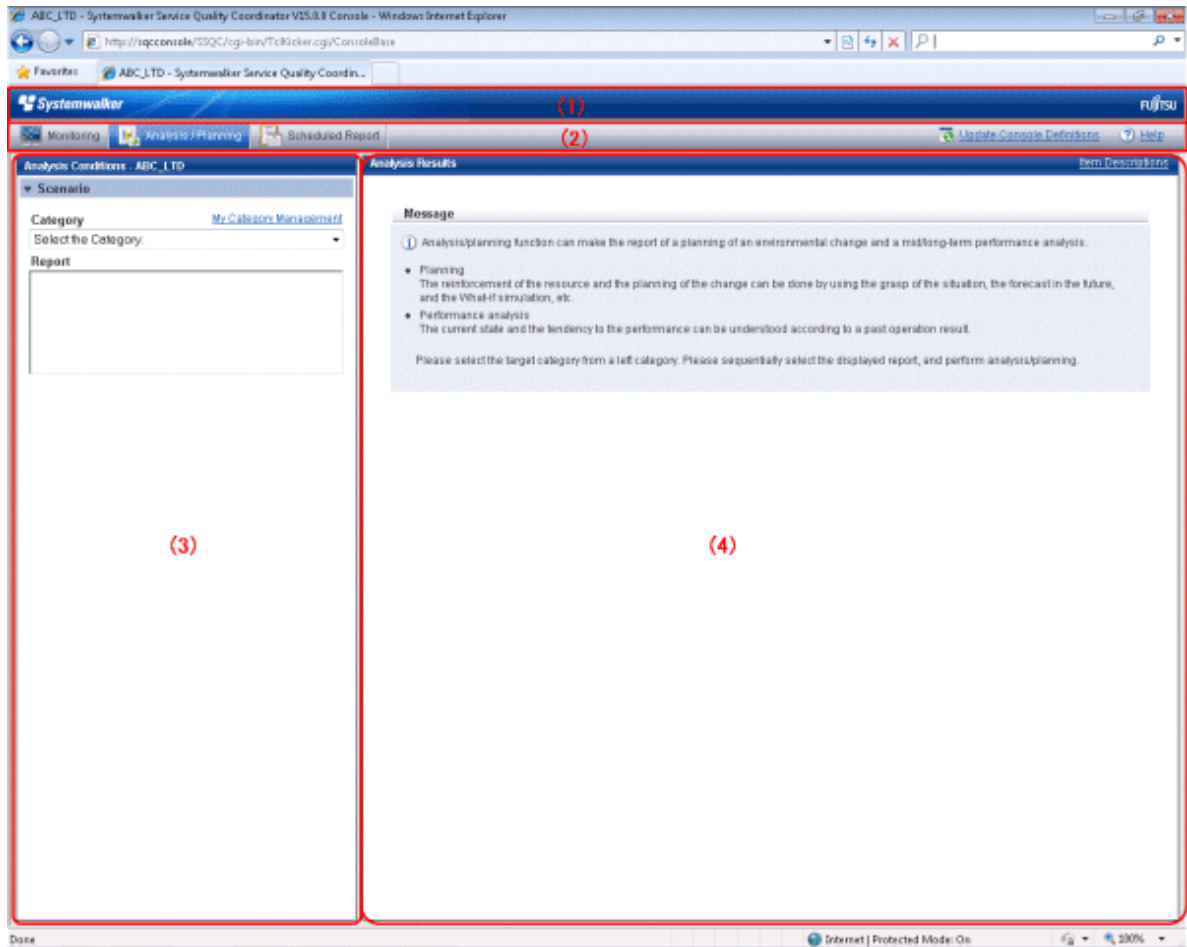 ABC_LTD - Systemwalker Service Quality Coordinator V15.0.1 Console - Windows Internet Explorer
http://sqcconsole/SSQC/cgi-bin/TclKicker.cgi/ConsoleBase
Favorites ABC_LTD - Systemwalker Service Quality Coordin...
Systemwalker (1) FUJITSU
Monitoring Analysis / Planning Scheduled Report (2) Update Console Definitions Help
Analysis Conditions - ABC_LTD
Scenario
Category My Category Management
Select the Category.
Report
(3)
Analysis Results Item Descriptions
Message
Analysis/planning function can make the report of a planning of an environmental change and a mid/long-term performance analysis.
• Planning
The reinforcement of the resource and the planning of the change can be done by using the grasp of the situation, the forecast in the future,
and the What-if simulation, etc.
• Performance analysis
The current state and the tendency to the performance can be understood according to a past operation result.
Please select the target category from a left category. Please sequentially select the displayed report, and perform analysis/planning.
(4)
Done Internet | Protected Mode: On 100%